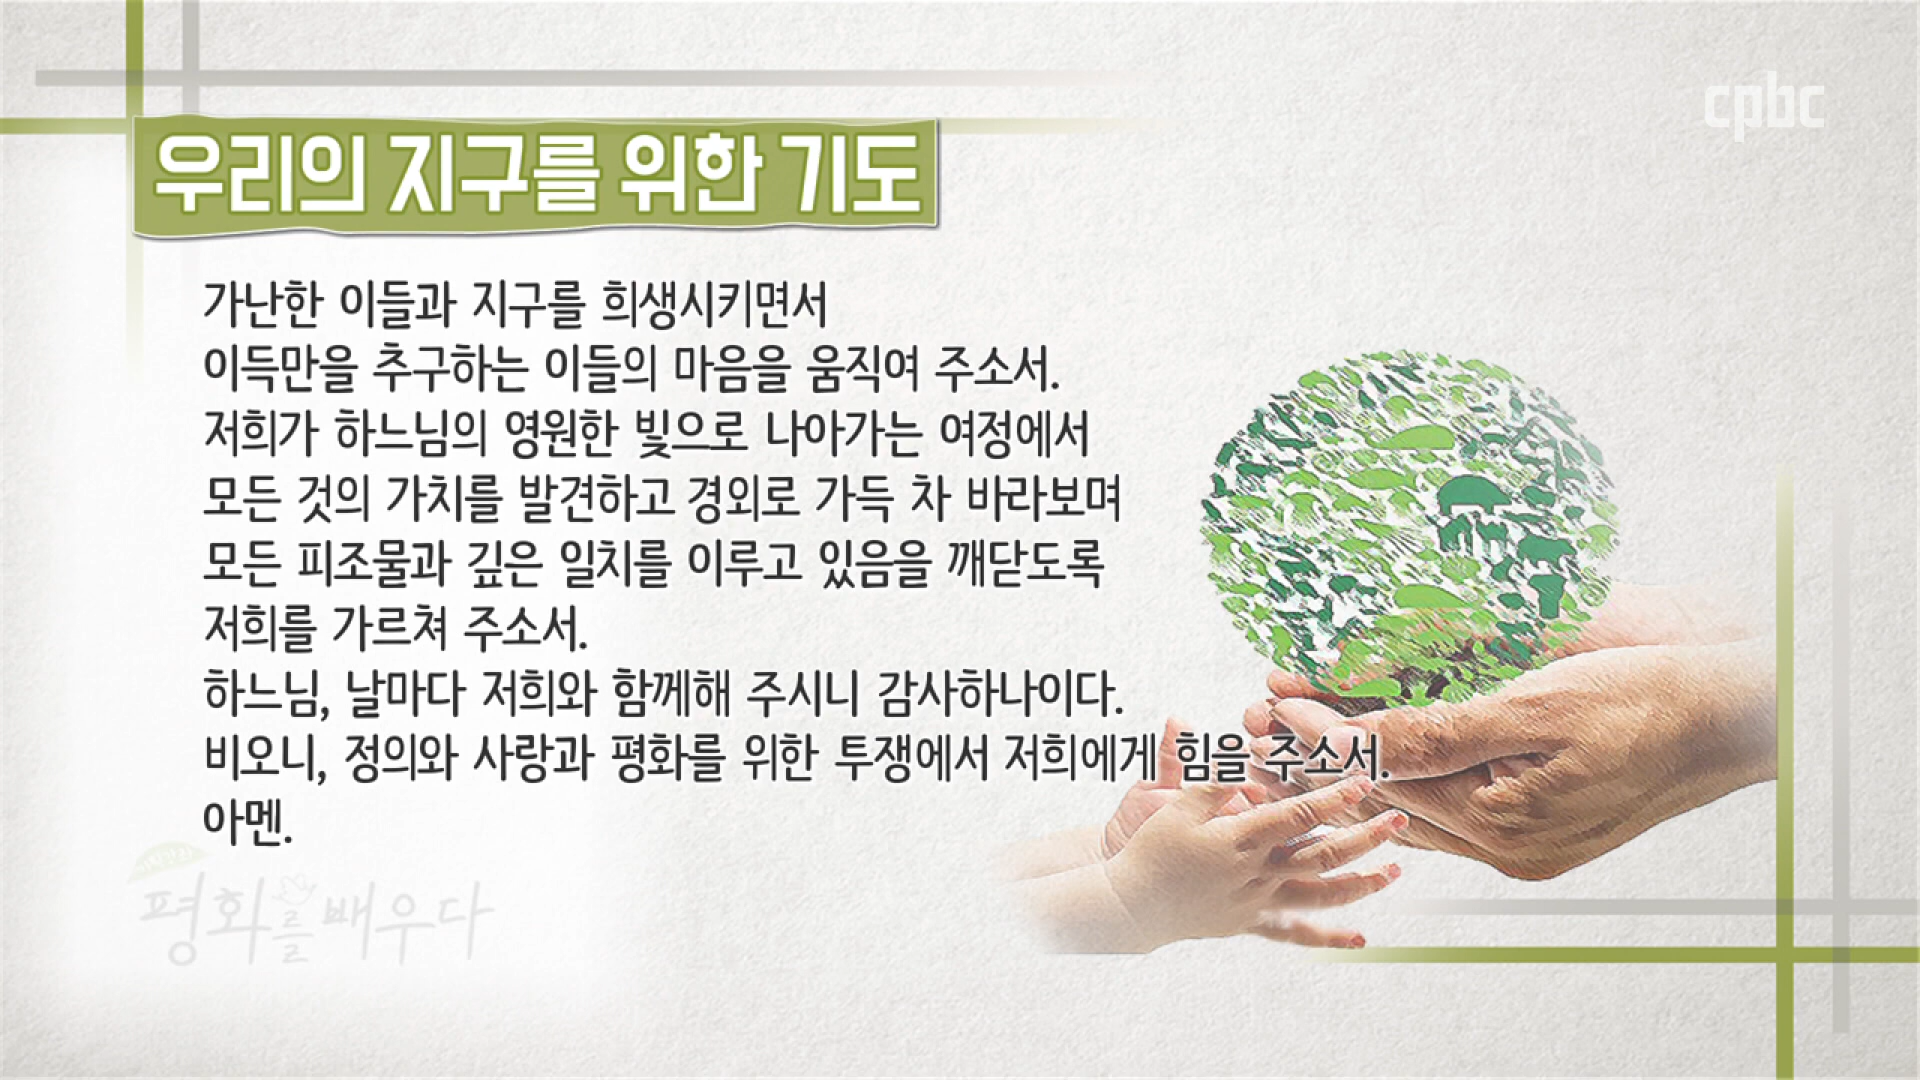 cpbc
우리의 지구를 위한 기도
가난한 이들과 지구를 희생시키면서
이득만을 추구하는 이들의 마음을 움직여 주소서.
저희가 하느님의 영원한 빛으로 나아가는 여정에서
모든 것의 가치를 발견하고 경외로 가득 차 바라보며
모든 피조물과 깊은 일치를 이루고 있음을 깨닫도록
저희를 가르쳐 주소서.
하느님, 날마다 저희와 함께해 주시니 감사하나이다.
비오니, 정의와 사랑과 평화를 위한 투쟁에서 저희에게 힘을 주소서.
아멘.
평화를 배우다